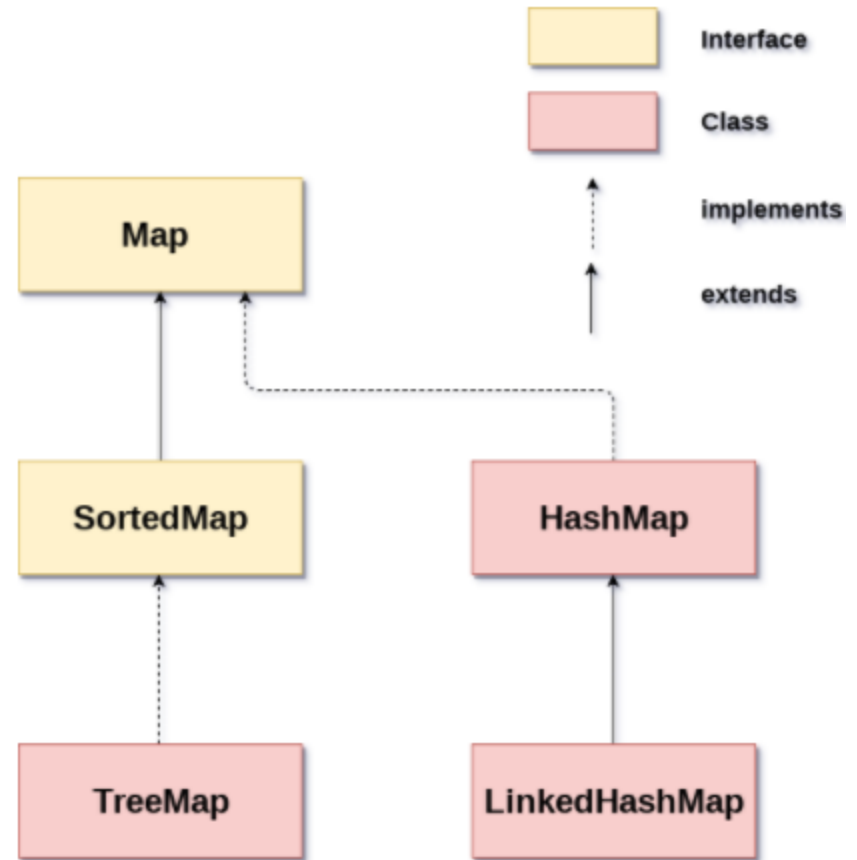 Interface
Class
implements
extends
Map
SortedMap
HashMap
TreeMap
LinkedHashMap